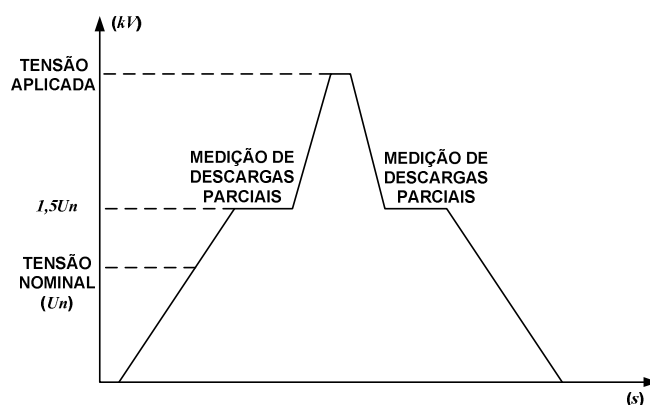 (kV)
TENSÃO
APLICADA
MEDIÇÃO DE
DESCARGAS
PARCIAIS
MEDIÇÃO DE
DESCARGAS
PARCIAIS
1,5Un
TENSÃO
NOMINAL
(Un)
(s)